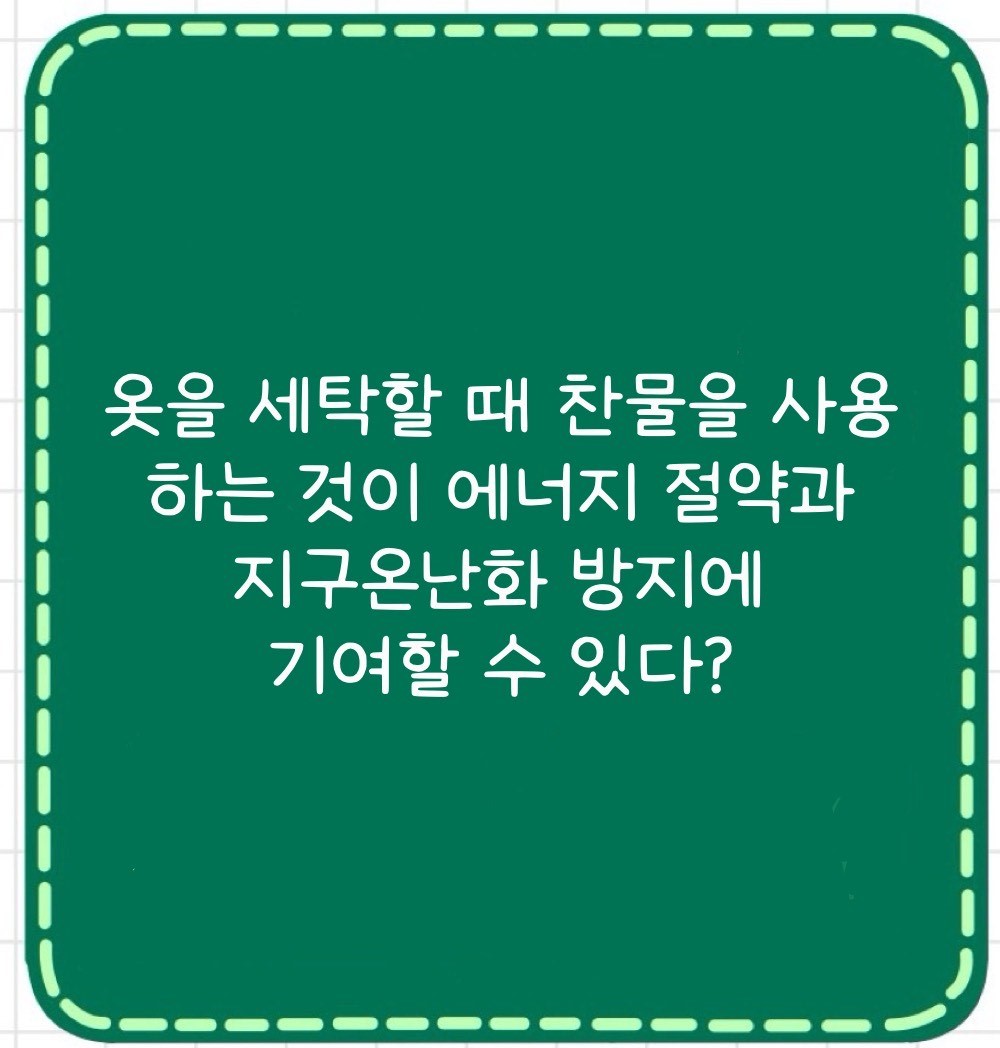 옷을 세탁할 때 찬물을 사용
하는 것이 에너지 절약과
지구온난화 방지에
기여할 수 있다?